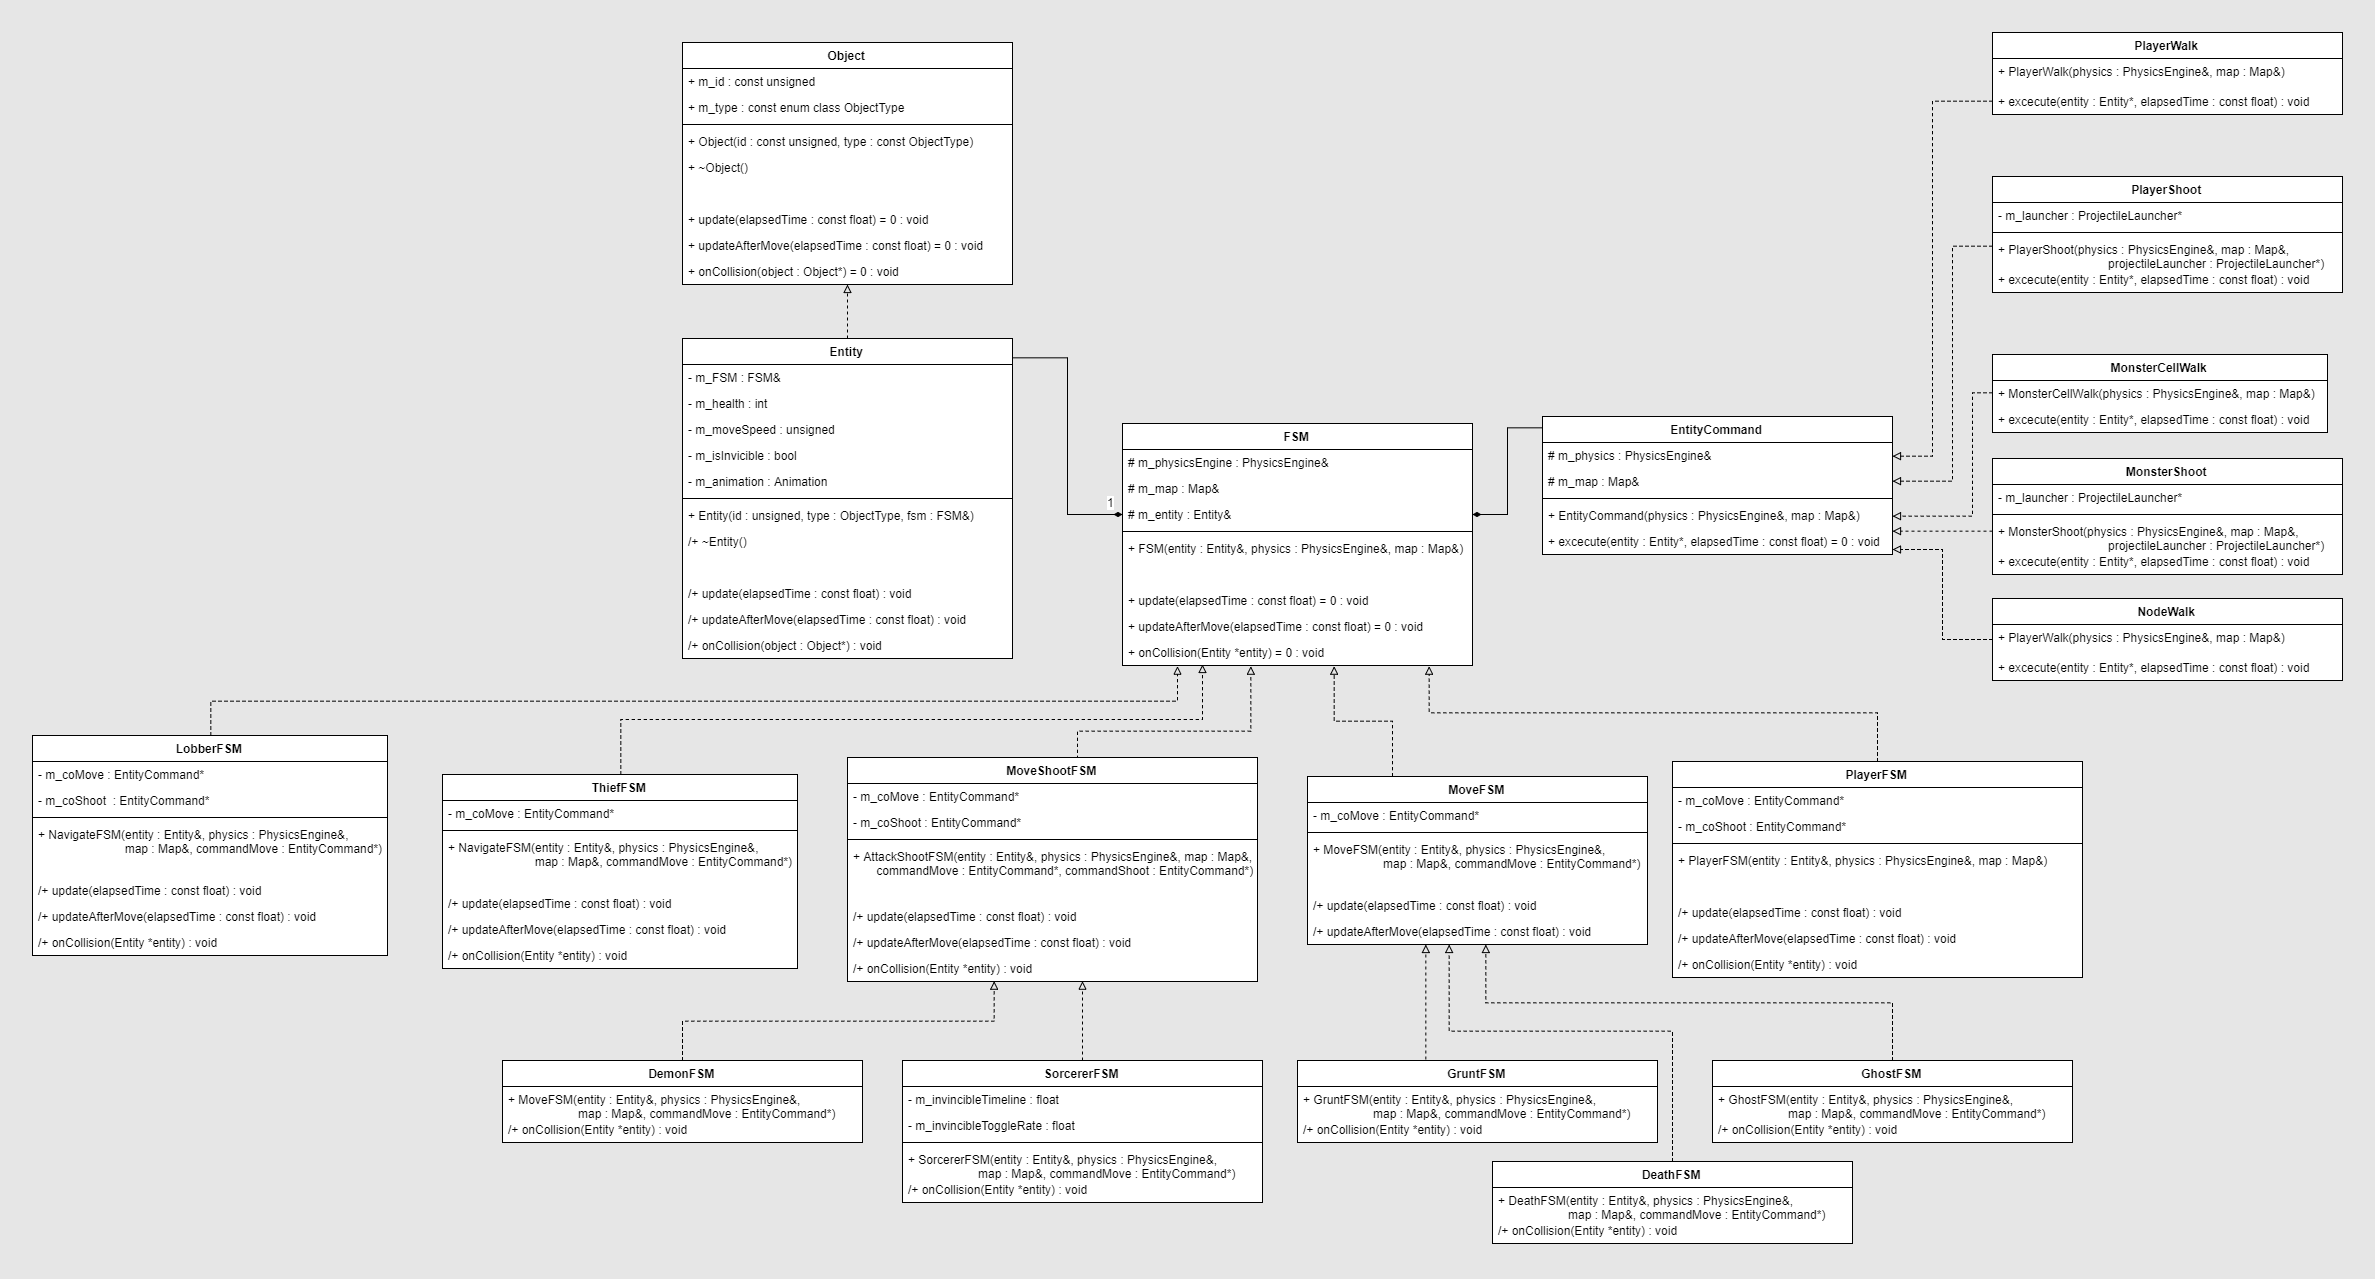 Object
+ m_id : const unsigned
+ m_type : const enum class ObjectType
+ Object(id : const unsigned, type : const ObjectType)
+ ~Object()
+ update(elapsedTime : const float) = 0 : void
+ updateAfterMove(elapsedTime : const float) = 0 : void
+ onCollision(object : Object*) = 0 : void
Entity
- m_FSM : FSM&
- m_health : int
- m_moveSpeed : unsigned
- m_isInvicible : bool
- m_animation : Animation
+ Entity(id : unsigned, type : ObjectType, fsm : FSM&)
/+ ~Entity()
/+ update(elapsedTime : const float) : void
/+ updateAfterMove(elapsedTime : const float) : void
/+ onCollision(object : Object*) : void
1
FSM
# m_physicsEngine : PhysicsEngine&
# m_map : Map&
# m_entity : Entity&
+ FSM(entity : Entity&, physics : PhysicsEngine&, map : Map&)
+ update(elapsedTime : const float) = 0 : void
+ updateAfterMove(elapsedTime : const float) = 0 : void
+ onCollision(Entity *entity) = 0 : void
EntityCommand
# m_physics : PhysicsEngine&
# m_map : Map&
+ EntityCommand(physics : PhysicsEngine&, map : Map&)
+ excecute(entity : Entity*, elapsedTime : const float) = 0 : void
PlayerWalk
+ PlayerWalk(physics : PhysicsEngine&, map : Map&)
+ excecute(entity : Entity*, elapsedTime : const float) : void
PlayerShoot
- m_launcher : ProjectileLauncher*
+ PlayerShoot(physics : PhysicsEngine&, map : Map&,
projectileLauncher : ProjectileLauncher*)
+ excecute(entity : Entity*, elapsedTime : const float) : void
MonsterCellWalk
+ MonsterCellWalk(physics : PhysicsEngine&, map : Map&)
+ excecute(entity : Entity*, elapsedTime : const float) : void
MonsterShoot
- m_launcher : ProjectileLauncher*
+ MonsterShoot(physics : PhysicsEngine&, map : Map&,
projectileLauncher : ProjectileLauncher*)
+ excecute(entity : Entity*, elapsedTime : const float) : void
NodeWalk
+ PlayerWalk(physics : PhysicsEngine&, map : Map&)
+ excecute(entity : Entity*, elapsedTime : const float) : void
LobberFSM
- m_coMove : EntityCommand*
- m_coShoot : EntityCommand*
+ NavigateFSM(entity : Entity&, physics : PhysicsEngine&,
map : Map&, commandMove : EntityCommand*)
/+ update(elapsedTime : const float) : void
/+ updateAfterMove(elapsedTime : const float) : void
/+ onCollision(Entity *entity) : void
ThiefFSM
- m_coMove : EntityCommand*
+ NavigateFSM(entity : Entity&, physics : PhysicsEngine&,
map : Map&, commandMove : EntityCommand*)
/+ update(elapsedTime : const float) : void
/+ updateAfterMove(elapsedTime : const float) : void
/+ onCollision(Entity *entity) : void
MoveShootFSM
- m_coMove : EntityCommand*
- m_coShoot : EntityCommand*
+ AttackShootFSM(entity : Entity&, physics : PhysicsEngine&, map : Map&,
commandMove : EntityCommand*, commandShoot : EntityCommand*)
/+ update(elapsedTime : const float) : void
/+ updateAfterMove(elapsedTime : const float) : void
/+ onCollision(Entity *entity) : void
MoveFSM
- m_coMove : EntityCommand*
+ MoveFSM(entity : Entity&, physics : PhysicsEngine&,
map : Map&, commandMove : EntityCommand*)
/+ update(elapsedTime : const float) : void
/+ updateAfterMove(elapsedTime : const float) : void
PlayerFSM
- m_coMove : EntityCommand*
- m_coShoot : EntityCommand*
+ PlayerFSM(entity : Entity&, physics : PhysicsEngine&, map : Map&)
/+ update(elapsedTime : const float) : void
/+ updateAfterMove(elapsedTime : const float) : void
/+ onCollision(Entity *entity) : void
DemonFSM
+ MoveFSM(entity : Entity&, physics : PhysicsEngine&,
map : Map&, commandMove : EntityCommand*)
/+ onCollision(Entity *entity) : void
SorcererFSM
- m_invincibleTimeline : float
- m_invincibleToggleRate : float
+ SorcererFSM(entity : Entity&, physics : PhysicsEngine&,
map : Map&, commandMove : EntityCommand*)
/+ onCollision(Entity *entity) : void
GruntFSM
+ GruntFSM(entity : Entity&, physics : PhysicsEngine&,
map : Map&, commandMove : EntityCommand*)
/+ onCollision(Entity *entity) : void
GhostFSM
+ GhostFSM(entity : Entity&, physics : PhysicsEngine&,
map : Map&, commandMove : EntityCommand*)
/+ onCollision(Entity *entity) : void
DeathFSM
+ DeathFSM(entity : Entity&, physics : PhysicsEngine&,
map : Map&, commandMove : EntityCommand*)
/+ onCollision(Entity *entity) : void